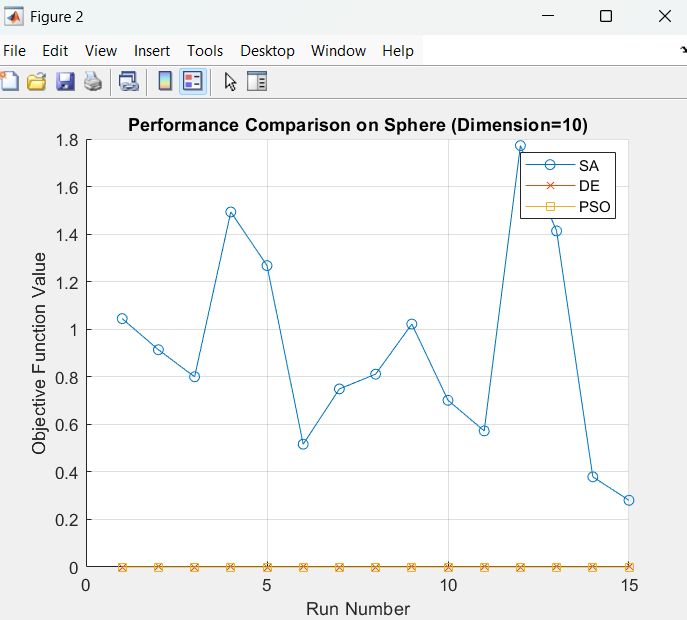 Figure 2
File Edit View Insert Tools Desktop Window Help
Performance Comparison on Sphere (Dimension=10)
SA
DE
PSO
Objective Function Value
1.8
1.6
1.4
1.2
1
0.8
0.6
0.4
0.2
0
0 5 10 15
Run Number